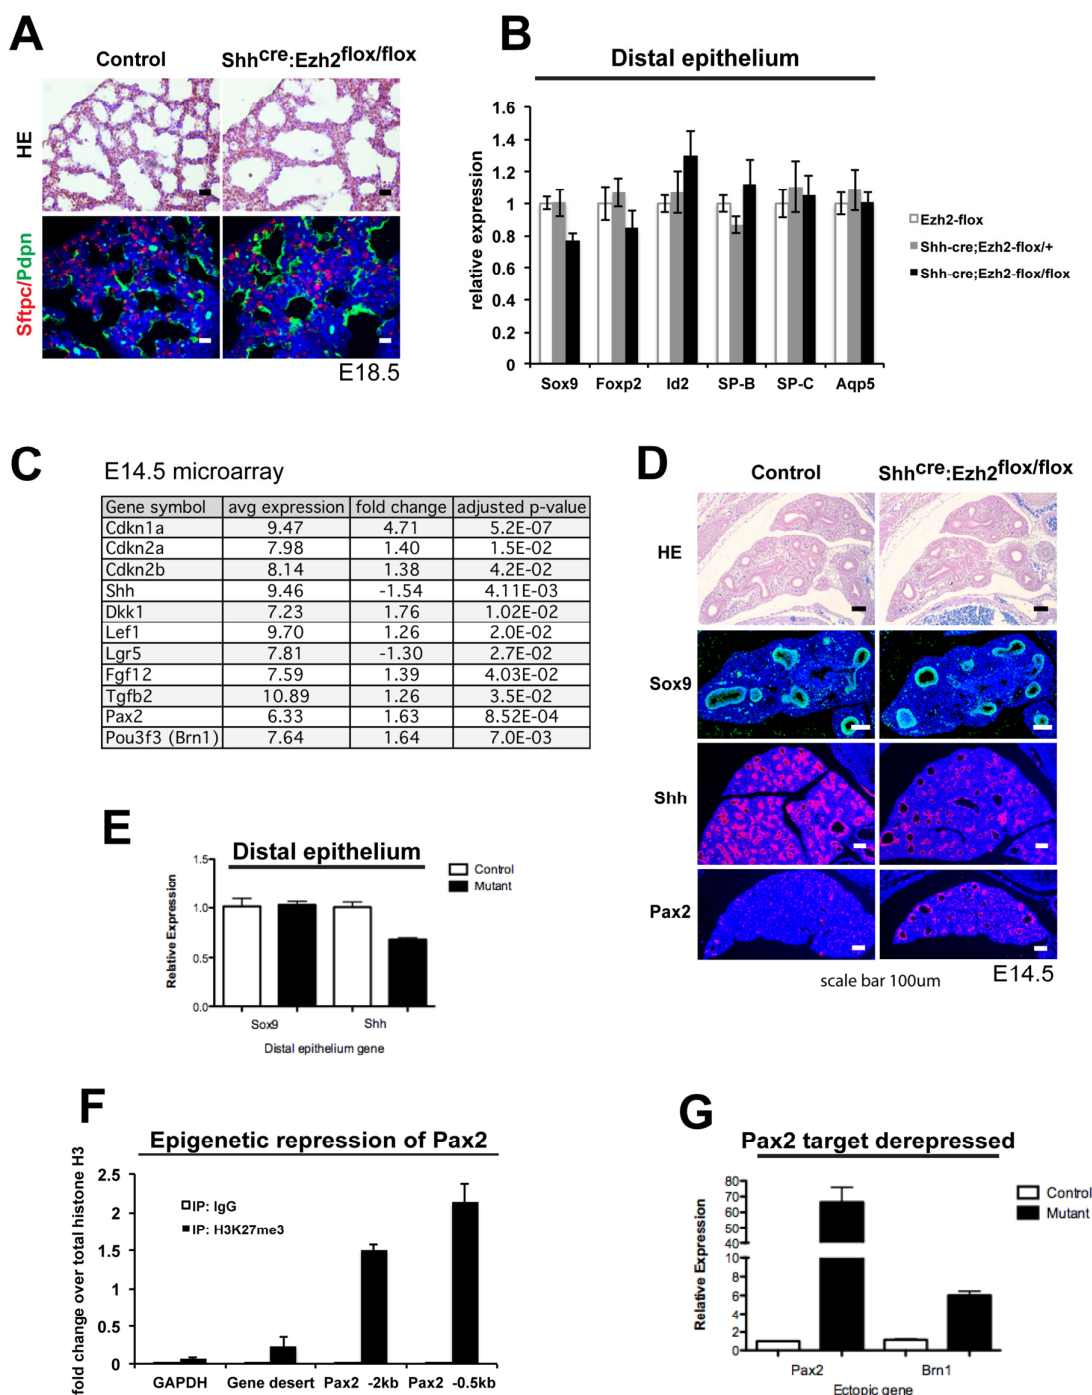 A
Control
Shhcre:Ezh2flox/flox
HE
Sftpc/Pdpn
E18.5
B
Distal epithelium
relative expression
1.6
1.4
1.2
1
0.8
0.6
0.4
0.2
0
Sox9 Foxp2 Id2 SP-B SP-C Aqp5
Ezh2-flox
Shh-cre;Ezh2-flox/+
Shh-cre;Ezh2-flox/flox
C
E14.5 microarray
Gene symbol avg expression fold change adjusted p-value
Cdkn1a 9.47 4.71 5.2E-07
Cdkn2a 7.98 1.40 1.5E-02
Cdkn2b 8.14 1.38 4.2E-02
Shh 9.46 -1.54 4.11E-03
Dkk1 7.23 1.76 1.02E-02
Lef1 9.70 1.26 2.0E-02
Lgr5 7.81 -1.30 2.7E-02
Fgf12 7.59 1.39 4.03E-02
Tgfb2 10.89 1.26 3.5E-02
Pax2 6.33 1.63 8.52E-04
Pou3f3 (Brn1) 7.64 1.64 7.0E-03
D
Control
Shhcre:Ezh2flox/flox
HE
Sox9
Shh
Pax2
scale bar 100um
E14.5
E
Distal epithelium
Relative Expression
1.5
1.0
0.5
0.0
Sox9 Shh
Distal epithelium gene
Control
Mutant
F
Epigenetic repression of Pax2
fold change over total histone H3
2.5
2
1.5
1
0.5
0
IP: IgG
IP: H3K27me3
GAPDH Gene desert Pax2 -2kb Pax2 -0.5kb
G
Pax2 target derepressed
Relative Expression
80
70
60
50
40
10
8
6
4
2
0
Pax2 Brn1
Ectopic gene
Control
Mutant